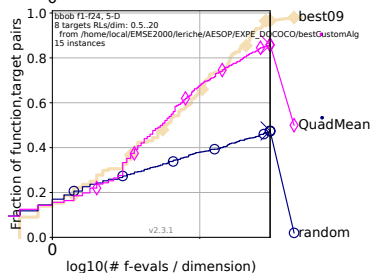 bbob f1-f24, 5-D
8 targets RLs/dim: 0.5..20
from /home/local/EMSE2000/leriche/AESOP/EXPE_DOCOCO/bestCustomAlg
15 instances
best09
QuadMean
random
1.0
0.8
0.6
0.4
0.2
0.0
Fraction of function,target pairs
v2.3.1
0
log10(# f-evals / dimension)